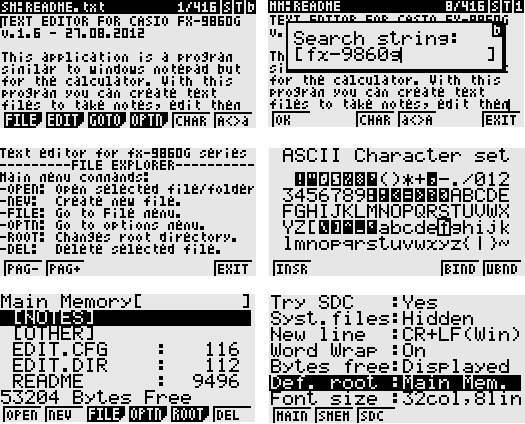 SM:README.txt 1/416 S T 1
TEXT EDITOR FOR CASIO FX-9860G
v.1.6 - 27.08.2012
This application is a program
similar to windows notepad but
for the calculator. With this
program you can create text
files to take notes, edit them
FILE EDIT GOTO OPTN CHAR A<>a
MM:README 8/416 S T b
TEXT EDITOR FOR CASIO FX-9860G
Search string:
[fx-9860g ]
for the calculator. With this
program you can create text
files to take notes, edit them
OK CHAR a<>A EXIT
Text editor for fx-9860G series
--------FILE EXPLORER--------
Main menu commands:
-OPEN: Open selected file/folder
-NEW: Create new file.
-FILE: Go to File menu.
-OPTN: Go to options menu.
-ROOT: Changes root directory.
-DEL: Delete selected file.
PAG- PAG+ EXIT
ASCII Character set
()*+,-./012
3456789 ABCDE
FGHIJKLMNOPQRSTUVWX
YZ[ abcdefghijk
lmnopqrstuvwxyz{|}~
INSR BIND UBND
Main Memory[ ]
[NOTES]
[OTHER]
EDIT.CFG : 116
EDIT.DIR : 112
README : 9496
53204 Bytes Free
OPEN NEW FILE OPTN ROOT DEL
Try SDC :Yes
Syst.files:Hidden
New line :CR+LF(Win)
Word Wrap :On
Bytes free:Displayed
Def. root :Main Mem.
Font size :32col,8lin
MAIN SMEM SDC